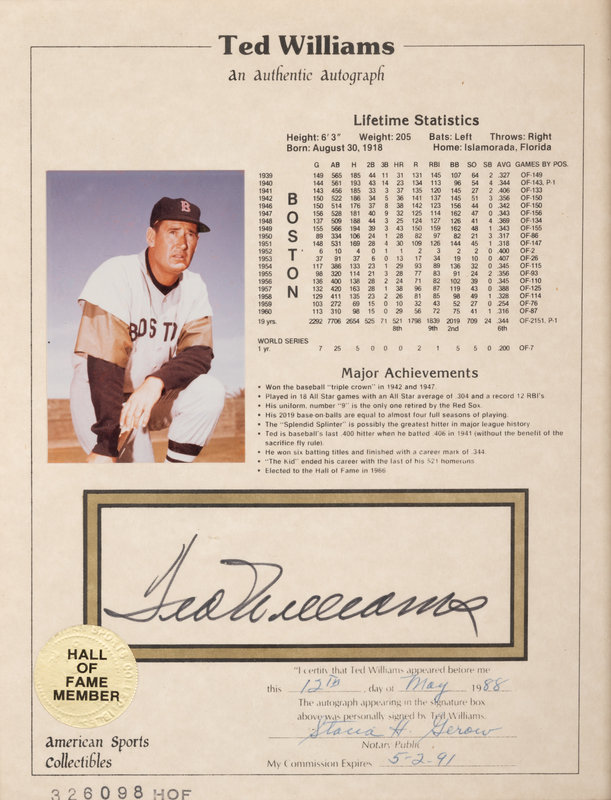 Ted Williams
An Authentic Autograph
Lifetime Statistics
Height: 6' 3" Weight: 205 Bats: Left Throws: Right
Born: August 30, 1918 Home: Islamorada, Florida
G AB H 2B 3B HR R RBI BB SO SB AVG GAMES BY POS.
1939 149 565 185 44 11 31 131 145 107 64 2 .327 OF-149
1940 144 561 193 43 14 23 134 113 96 54 4 .344 OF-143, P-1
1941 143 456 185 33 3 37 135 120 145 27 2 .406 OF-133
1942 150 522 186 34 5 36 141 137 145 51 3 .356 OF-150
1946 150 514 176 37 8 38 142 123 156 44 0 .342 OF-150
1947 156 528 181 40 9 32 125 114 162 47 0 .343 OF-156
1948 137 509 188 44 3 25 124 127 126 41 4 .369 OF-134
1949 155 566 194 39 3 43 150 159 162 48 1 .343 OF-155
1950 89 334 106 24 1 28 82 97 82 21 3 .317 OF-86
1951 148 531 169 28 4 30 109 126 144 45 1 .318 OF-147
1952 6 10 4 0 1 1 2 3 2 2 0 .400 OF-2
1953 37 91 37 6 0 13 17 34 19 10 0 .407 OF-26
1954 117 386 133 23 1 29 93 89 136 32 0 .345 OF-115
1955 98 320 114 21 3 28 77 83 91 24 2 .356 OF-93
1956 136 400 138 28 2 24 71 82 102 39 0 .345 OF-110
1957 132 420 163 28 1 38 96 87 119 43 0 .388 OF-125
1958 129 411 135 23 2 26 81 85 98 49 1 .328 OF-114
1959 103 272 69 15 0 10 32 43 52 27 0 .254 OF-76
1960 113 310 98 15 0 29 56 72 75 41 1 .316 OF-87
BOSTON
19 yrs. 2292 7706 2654 525 71 521 1798 1839 2019 709 24 .344 OF-2151, P-1
8th 9th 2nd 6th
WORLD SERIES
1 yr. 7 25 5 0 0 0 2 1 5 5 0 .200 OF-7
Major Achievements
• Won the baseball "triple crown" in 1942 and 1947.
• Played in 18 All Star games with an All Star average of .304 and a record 12 RBI's
• His uniform, number "9" is the only one retired by the Red Sox.
• His 2019 base-on-balls are equal to almost four full seasons of playing.
• The "Splendid Splinter" is possibly the greatest hitter in major league history
• Ted is baseball's last .400 hitter when he batted .406 in 1941 (without the benefit of the
sacrifice fly rule).
• He won six batting titles and finished with a career mark of .344.
• "The Kid" ended his career with the last of his 521 homeruns
• Elected to the Hall of Fame in 1966
B
BOSTN
Ted Williams
HALL
OF
FAME
MEMBER
"I certify that Ted Williams appeared before me
this 12th, day of May 1988
The autograph appearing in the signature box
above was personally signed by Ted Williams.
Notary Public
My Commission Expires 5-2-91
American Sports
Collectibles
326098 HOF